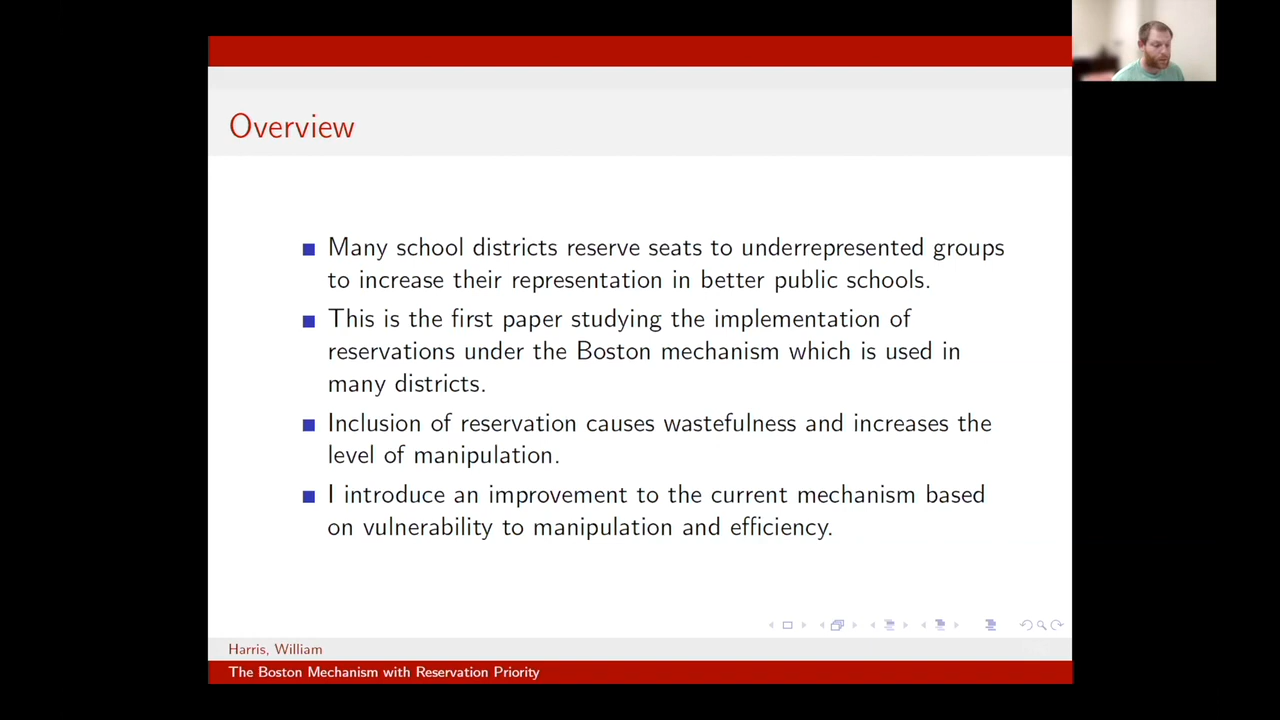 Overview
Many school districts reserve seats to underrepresented groups
to increase their representation in better public schools.
This is the first paper studying the implementation of
reservations under the Boston mechanism which is used in
many districts.
Inclusion of reservation causes wastefulness and increases the
level of manipulation.
I introduce an improvement to the current mechanism based
on vulnerability to manipulation and efficiency.
Harris, William
The Boston Mechanism with Reservation Priority